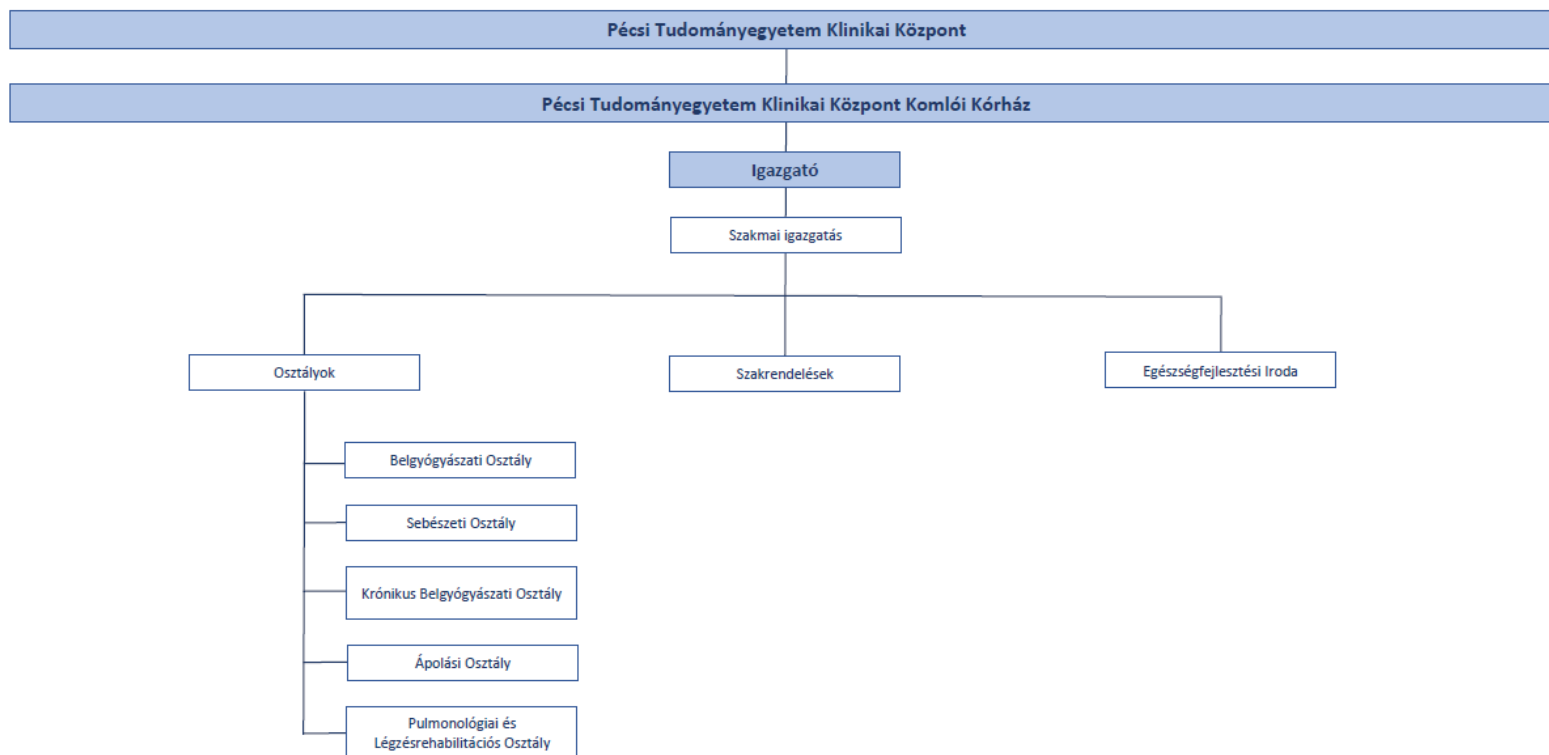 Pécsi Tudományegyetem Klinikai Központ
Pécsi Tudományegyetem Klinikai Központ Komlói Kórház
Igazgató
Szakmai igazgatás
Osztályok
Szakrendelések
Egészségfejlesztési Iroda
Belgyógyászati Osztály
Sebészeti Osztály
Krónikus Belgyógyászati Osztály
Ápolási Osztály
Pulmonológiai és
Légzésrehabilitációs Osztály